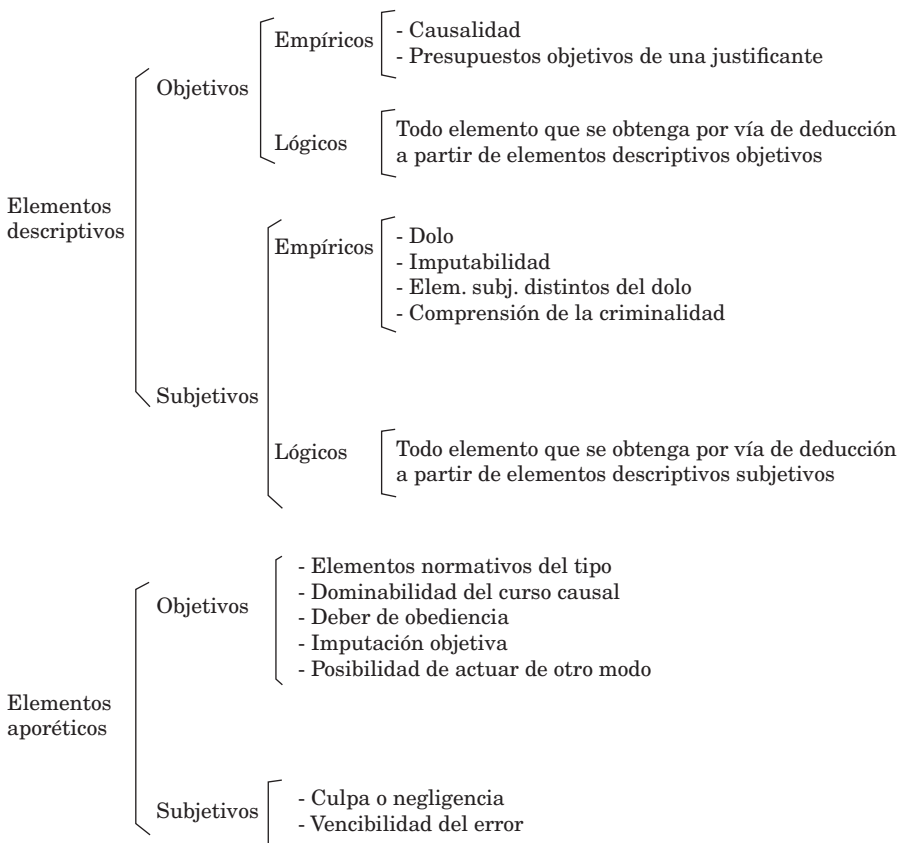 Elementos
descriptivos
Objetivos
Empíricos
- Causalidad
- Presupuestos objetivos de una justificante
Lógicos
Todo elemento que se obtenga por vía de deducción
a partir de elementos descriptivos objetivos
Subjetivos
Empíricos
- Dolo
- Imputabilidad
- Elem. subj. distintos del dolo
- Comprensión de la criminalidad
Lógicos
Todo elemento que se obtenga por vía de deducción
a partir de elementos descriptivos subjetivos
Elementos
aporéticos
Objetivos
- Elementos normativos del tipo
- Dominabilidad del curso causal
- Deber de obediencia
- Imputación objetiva
- Posibilidad de actuar de otro modo
Subjetivos
- Culpa o negligencia
- Vencibilidad del error